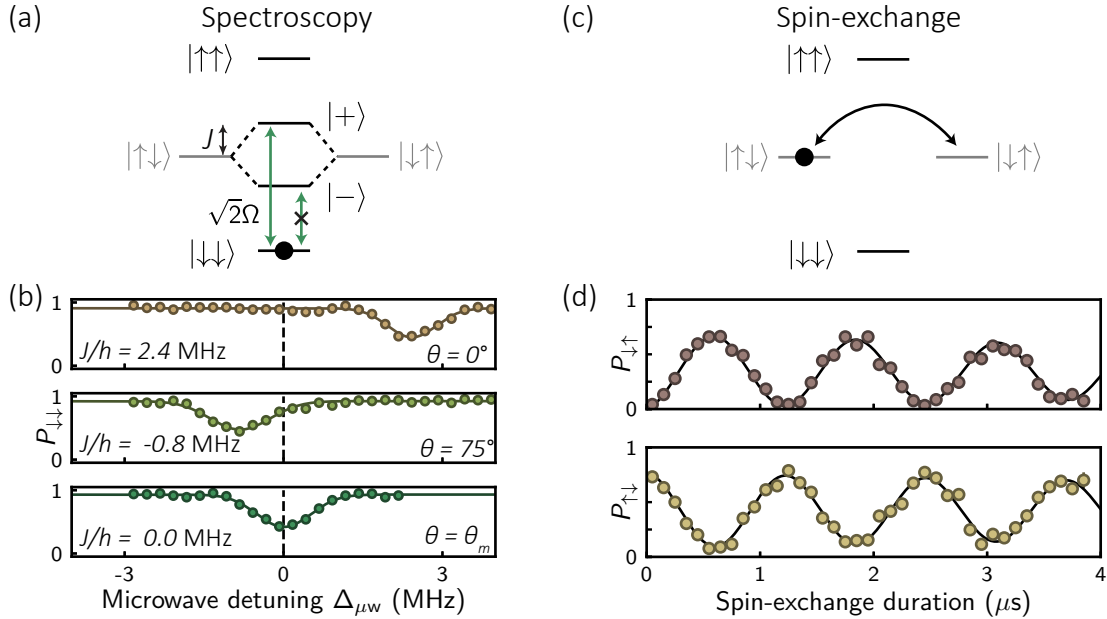 (a) Spectroscopy
|↑↑⟩
|+⟩
J
|↑↓⟩ |↓↑⟩
|−⟩
√2Ω
|↓↓⟩
(b)
1
0
J/h = 2.4 MHz θ = 0°
1
0
J/h = -0.8 MHz θ = 75°
P↓↓
1
0
J/h = 0.0 MHz θ = θₘ
-3 0 3
Microwave detuning Δμw (MHz)
(c) Spin-exchange
|↑↑⟩
|↑↓⟩ |↓↑⟩
|↓↓⟩
(d)
1
P↓↑
0
1
P↑↓
0
0 1 2 3 4
Spin-exchange duration (μs)